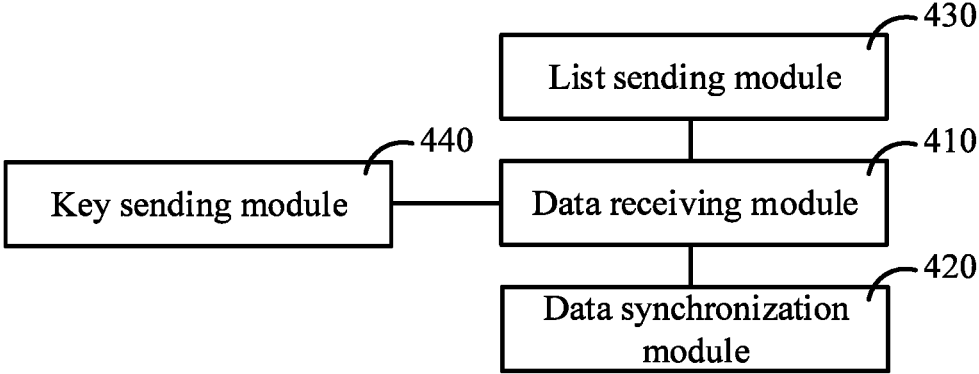 430
List sending module
440
410
Key sending module
Data receiving module
420
Data synchronization
module